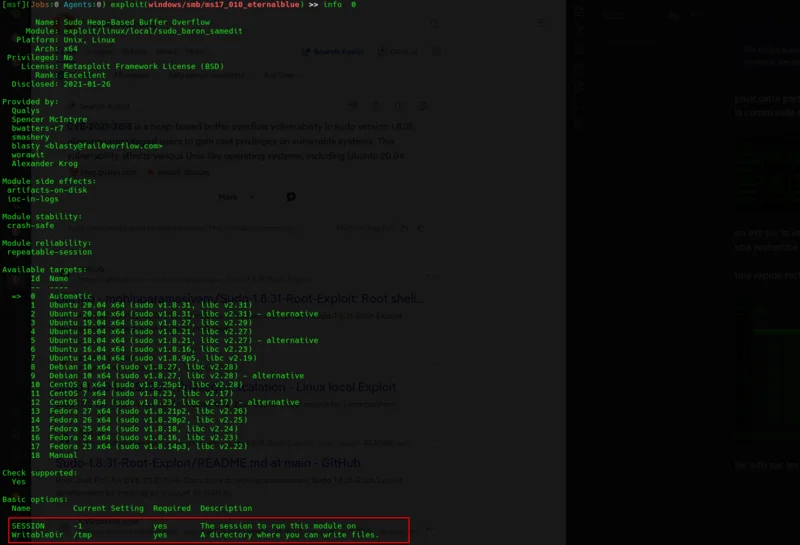 [msf](Jobs:0 Agents:0) exploit(windows/smb/ms17_010_eternalblue) >> info 0
Name: Sudo Heap-Based Buffer Overflow
Module: exploit/linux/local/sudo_baron_samedit
Platform: Unix, Linux
Arch: x64
Privileged: No
License: Metasploit Framework License (BSD)
Rank: Excellent
Disclosed: 2021-01-26
Provided by:
Qualys
Spencer McIntyre
bwatters-r7
smashery
blasty <blasty@fail0verflow.com>
worawit
Alexander Krog
Module side effects:
artifacts-on-disk
ioc-in-logs
Module stability:
crash-safe
Module reliability:
repeatable-session
Available targets:
Id Name
-- ----
=> 0 Automatic
1 Ubuntu 20.04 x64 (sudo v1.8.31, libc v2.31)
2 Ubuntu 20.04 x64 (sudo v1.8.31, libc v2.31) - alternative
3 Ubuntu 19.04 x64 (sudo v1.8.27, libc v2.29)
4 Ubuntu 18.04 x64 (sudo v1.8.21, libc v2.27)
5 Ubuntu 18.04 x64 (sudo v1.8.21, libc v2.27) - alternative
6 Ubuntu 16.04 x64 (sudo v1.8.16, libc v2.23)
7 Ubuntu 14.04 x64 (sudo v1.8.9p5, libc v2.19)
8 Debian 10 x64 (sudo v1.8.27, libc v2.28)
9 Debian 10 x64 (sudo v1.8.27, libc v2.28) - alternative
10 CentOS 8 x64 (sudo v1.8.25p1, libc v2.28)
11 CentOS 7 x64 (sudo v1.8.23, libc v2.17)
12 CentOS 7 x64 (sudo v1.8.23, libc v2.17) - alternative
13 Fedora 27 x64 (sudo v1.8.21p2, libc v2.26)
14 Fedora 26 x64 (sudo v1.8.20p2, libc v2.25)
15 Fedora 25 x64 (sudo v1.8.18, libc v2.24)
16 Fedora 24 x64 (sudo v1.8.16, libc v2.23)
17 Fedora 23 x64 (sudo v1.8.14p3, libc v2.22)
18 Manual
Check supported:
Yes
Basic options:
Name Current Setting Required Description
SESSION -1 yes The session to run this module on
WritableDir /tmp yes A directory where you can write files.
Sudo-1.8.31-Root-Exploit/README.md at main - GitHub